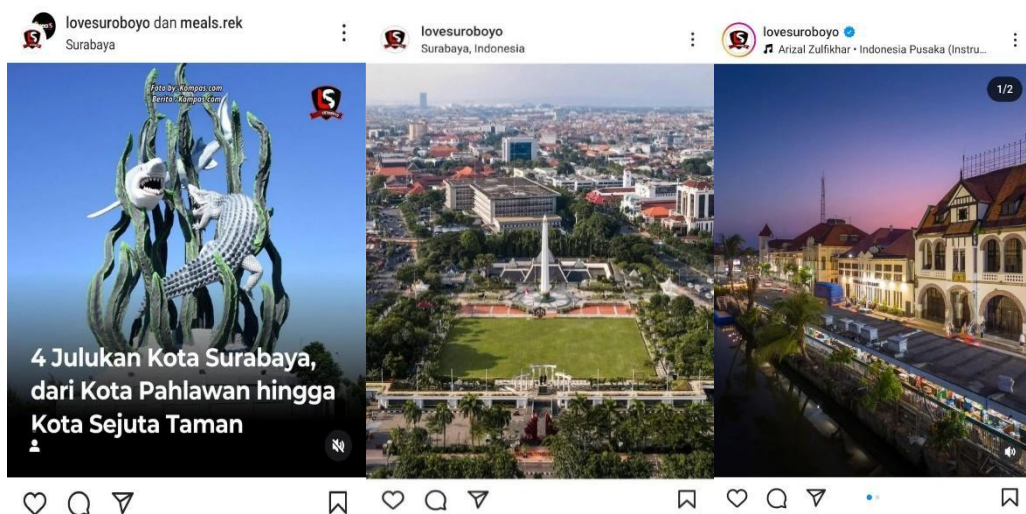 lovesuroboyo dan meals.rek
Surabaya
Foto by : Kompas.com
Berita : Kompas.com
4 Julukan Kota Surabaya,
dari Kota Pahlawan hingga
Kota Sejuta Taman
lovesuroboyo
Surabaya, Indonesia
lovesuroboyo
Arizal Zulfikhar • Indonesia Pusaka (Instru...
1/2